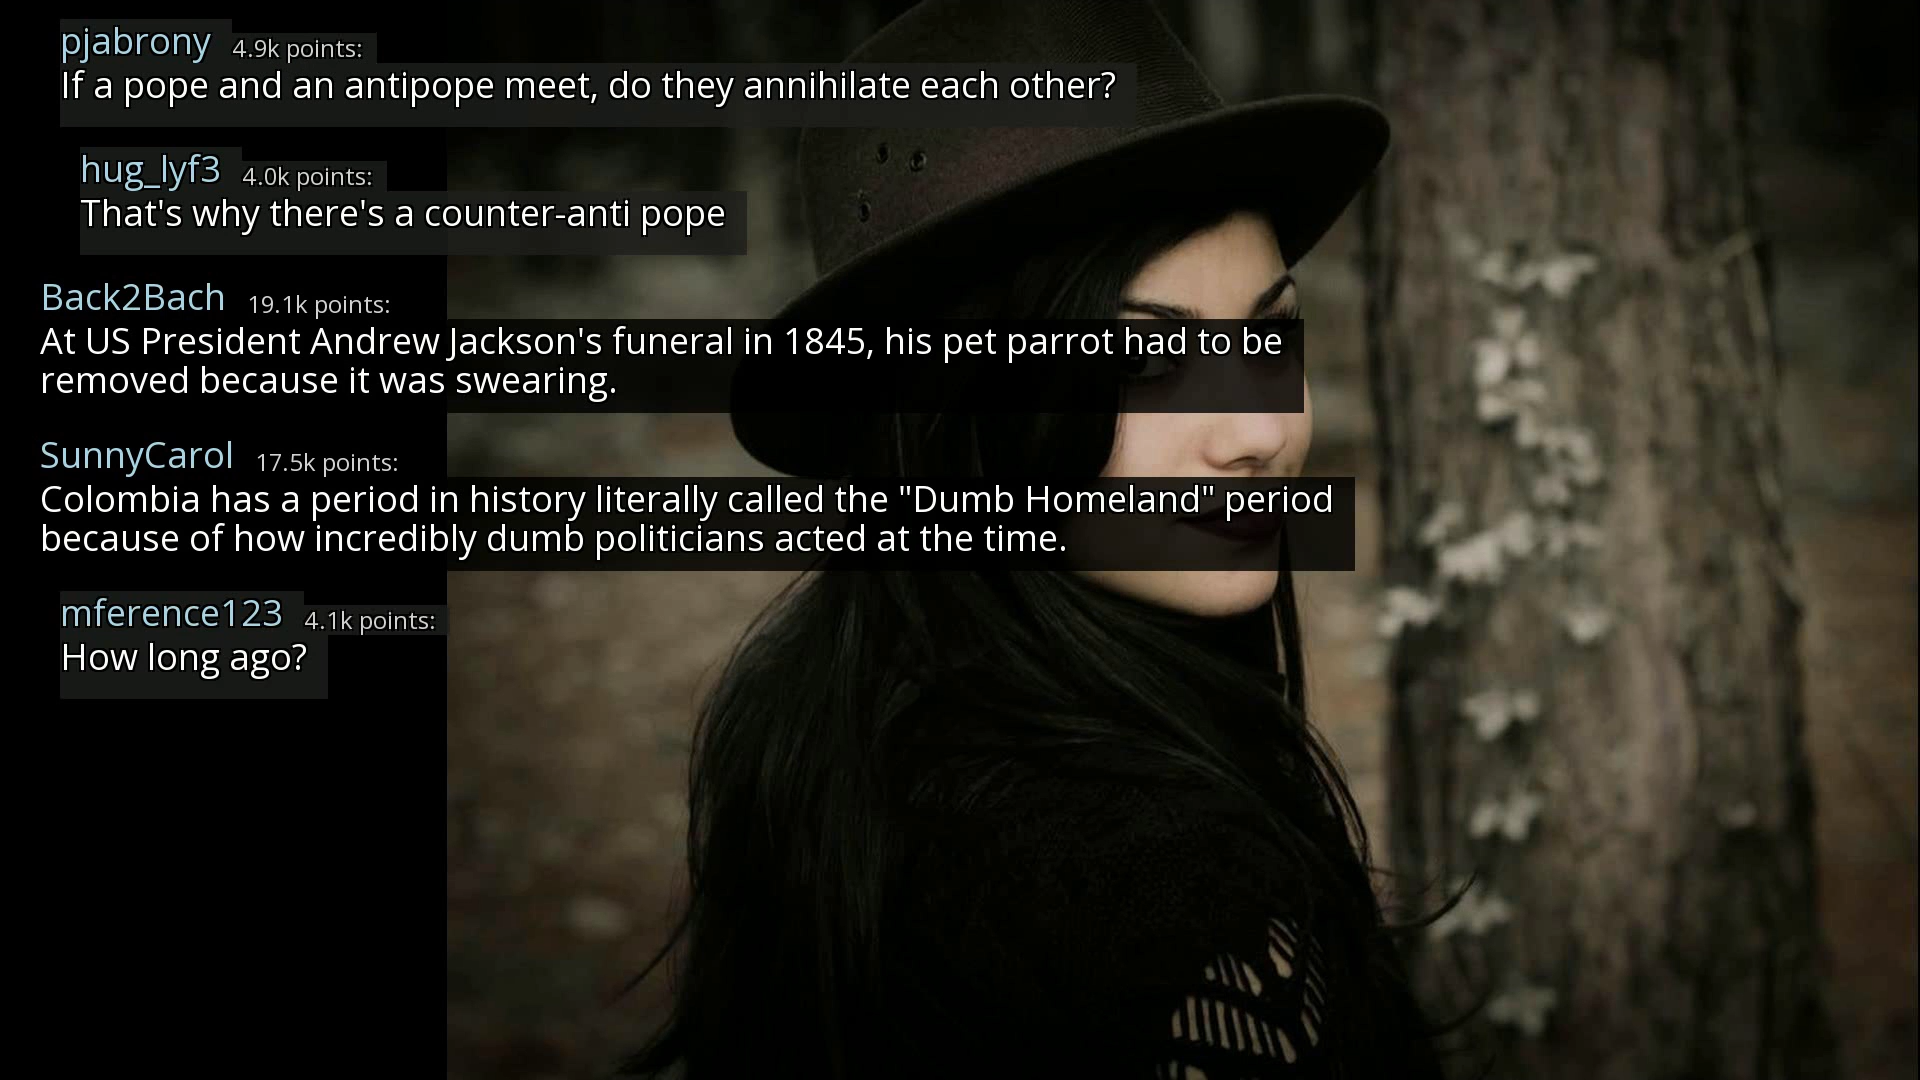 pjabrony 4.9k points:
If a pope and an antipope meet, do they annihilate each other?
hug_lyf3 4.0k points:
That's why there's a counter-anti pope
Back2Bach 19.1k points:
At US President Andrew Jackson's funeral in 1845, his pet parrot had to be
removed because it was swearing.
SunnyCarol 17.5k points:
Colombia has a period in history literally called the "Dumb Homeland" period
because of how incredibly dumb politicians acted at the time.
mference123 4.1k points:
How long ago?